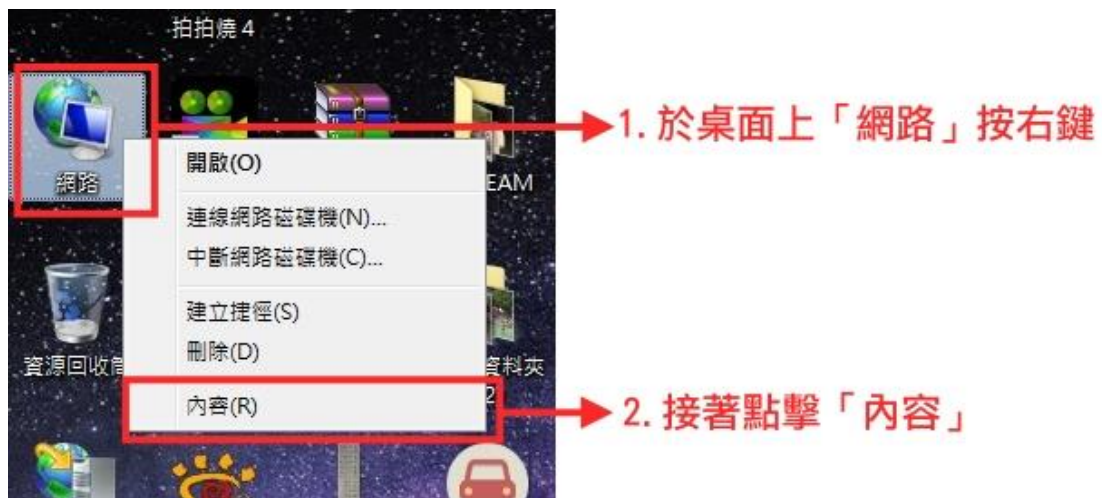 拍拍燒 4
1. 於桌面上「網路」按右鍵
網路
開啟(O)
EAM
連線網路磁碟機(N)...
中斷網路磁碟機(C)...
建立捷徑(S)
刪除(D)
資源回收
資料夾
2
內容(R)
2. 接著點擊「內容」